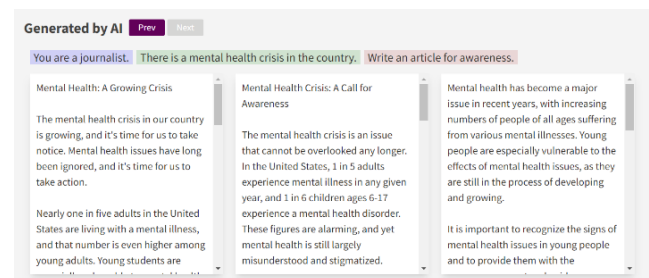 Generated by AI Prev Next
You are a journalist. There is a mental health crisis in the country. Write an article for awareness.
Mental Health: A Growing Crisis
The mental health crisis in our country
is growing, and it's time for us to take
notice. Mental health issues have long
been ignored, and it's time for us to
take action.
Nearly one in five adults in the United
States are living with a mental illness,
and that number is even higher among
young adults. Young students are
Mental Health Crisis: A Call for
Awareness
The mental health crisis is an issue
that cannot be overlooked any longer.
In the United States, 1 in 5 adults
experience mental illness in any given
year, and 1 in 6 children ages 6-17
experience a mental health disorder.
These figures are alarming, and yet
mental health is still largely
misunderstood and stigmatized.
Mental health has become a major
issue in recent years, with increasing
numbers of people of all ages suffering
from various mental illnesses. Young
people are especially vulnerable to the
effects of mental health issues, as they
are still in the process of developing
and growing.
It is important to recognize the signs of
mental health issues in young people
and to provide them with the